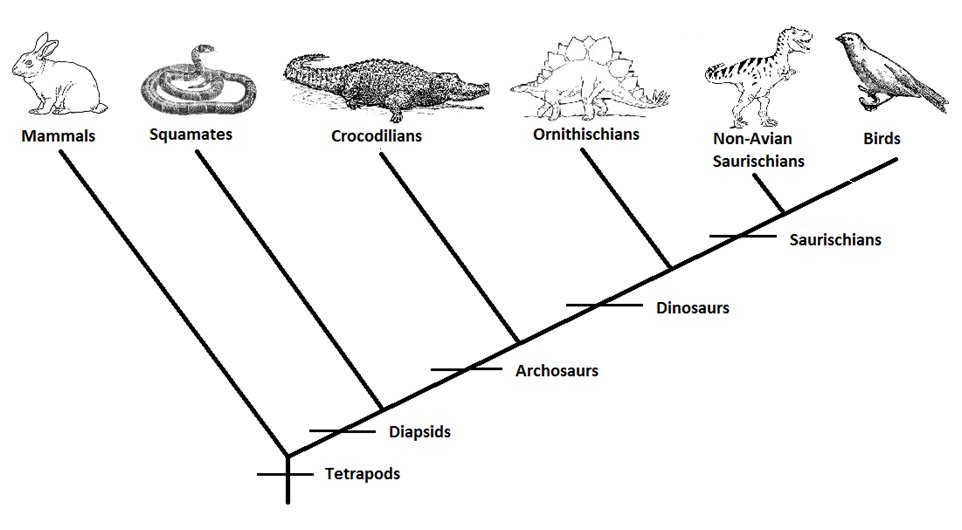 Mammals
Squamates
Crocodilians
Ornithischians
Non-Avian
Saurischians
Birds
Saurischians
Dinosaurs
Archosaurs
Diapsids
Tetrapods